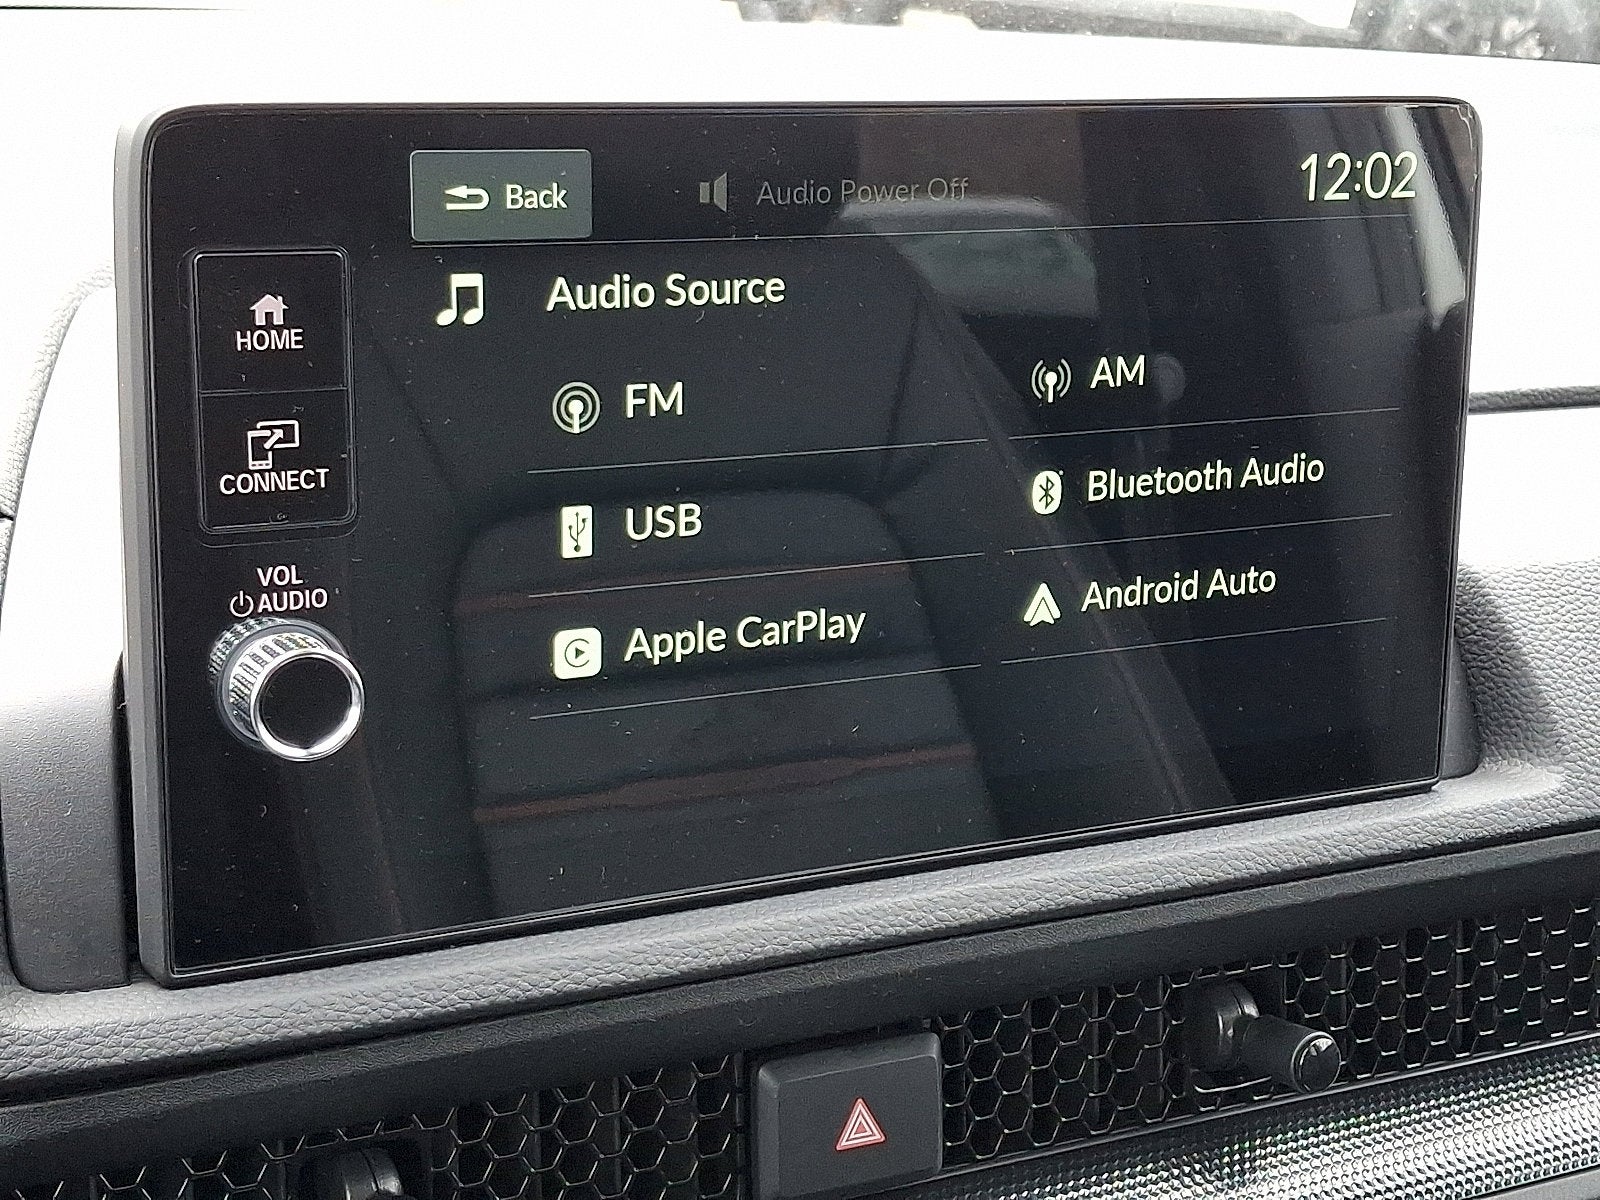 Back
Audio Power Off
12:02
HOME
CONNECT
VOL
AUDIO
Audio Source
FM
AM
USB
Bluetooth Audio
Apple CarPlay
Android Auto